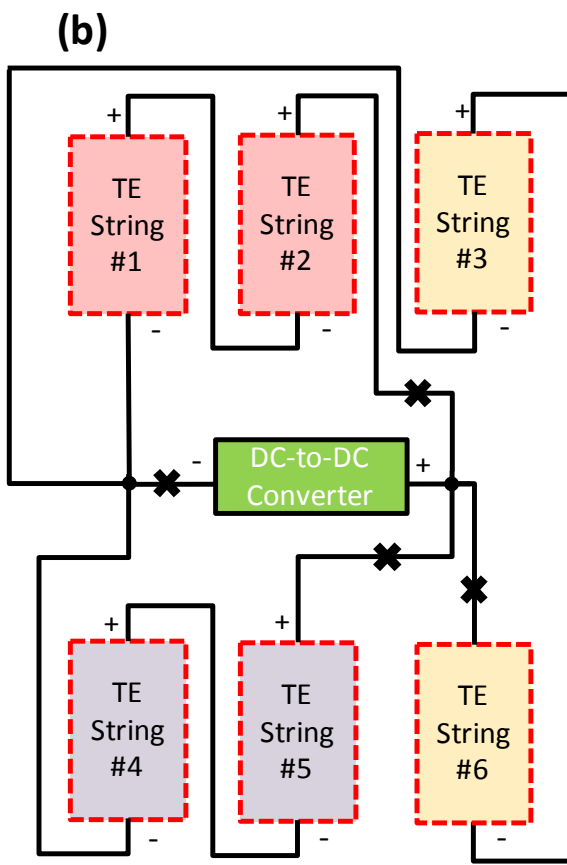 (b)
+ + +
TE
String
#1
TE
String
#2
TE
String
#3
- - -
- DC-to-DC
Converter +
+ +
TE
String
#4
TE
String
#5
TE
String
#6
- - -